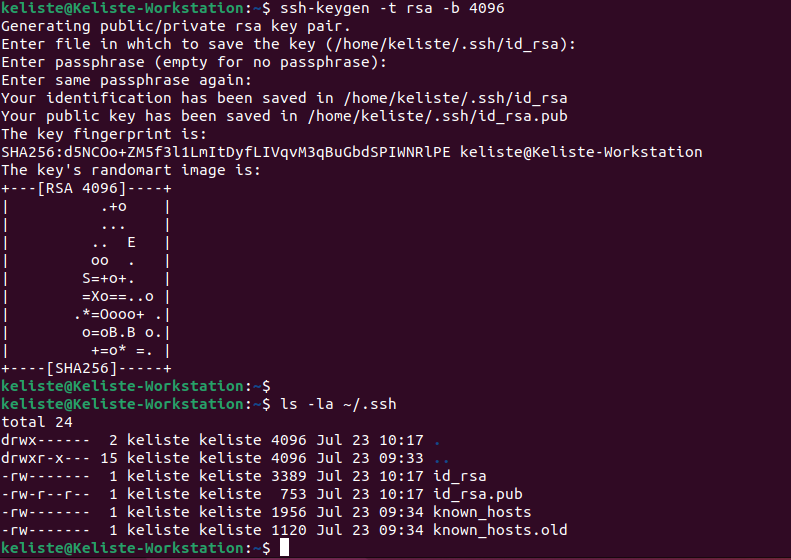 keliste@Keliste-Workstation:~$ ssh-keygen -t rsa -b 4096
Generating public/private rsa key pair.
Enter file in which to save the key (/home/keliste/.ssh/id_rsa):
Enter passphrase (empty for no passphrase):
Enter same passphrase again:
Your identification has been saved in /home/keliste/.ssh/id_rsa
Your public key has been saved in /home/keliste/.ssh/id_rsa.pub
The key fingerprint is:
SHA256:d5NCOo+ZM5f3l1LmItDyfLIVqvM3qBuGbdSPIWNRlPE keliste@Keliste-Workstation
The key's randomart image is:
+---[RSA 4096]----+
|           .+o    |
|           ...    |
|          ..  E   |
|          oo  .   |
|         S=+o+.   |
|         =Xo==..o |
|        .*=Oooo+ .|
|         o=oB.B o.|
|          +=o* =. |
+----[SHA256]-----+
keliste@Keliste-Workstation:~$
keliste@Keliste-Workstation:~$ ls -la ~/.ssh
total 24
drwx------  2 keliste keliste 4096 Jul 23 10:17 .
drwxr-x--- 15 keliste keliste 4096 Jul 23 09:33 ..
-rw-------  1 keliste keliste 3389 Jul 23 10:17 id_rsa
-rw-r--r--  1 keliste keliste  753 Jul 23 10:17 id_rsa.pub
-rw-------  1 keliste keliste 1956 Jul 23 09:34 known_hosts
-rw-------  1 keliste keliste 1120 Jul 23 09:34 known_hosts.old
keliste@Keliste-Workstation:~$